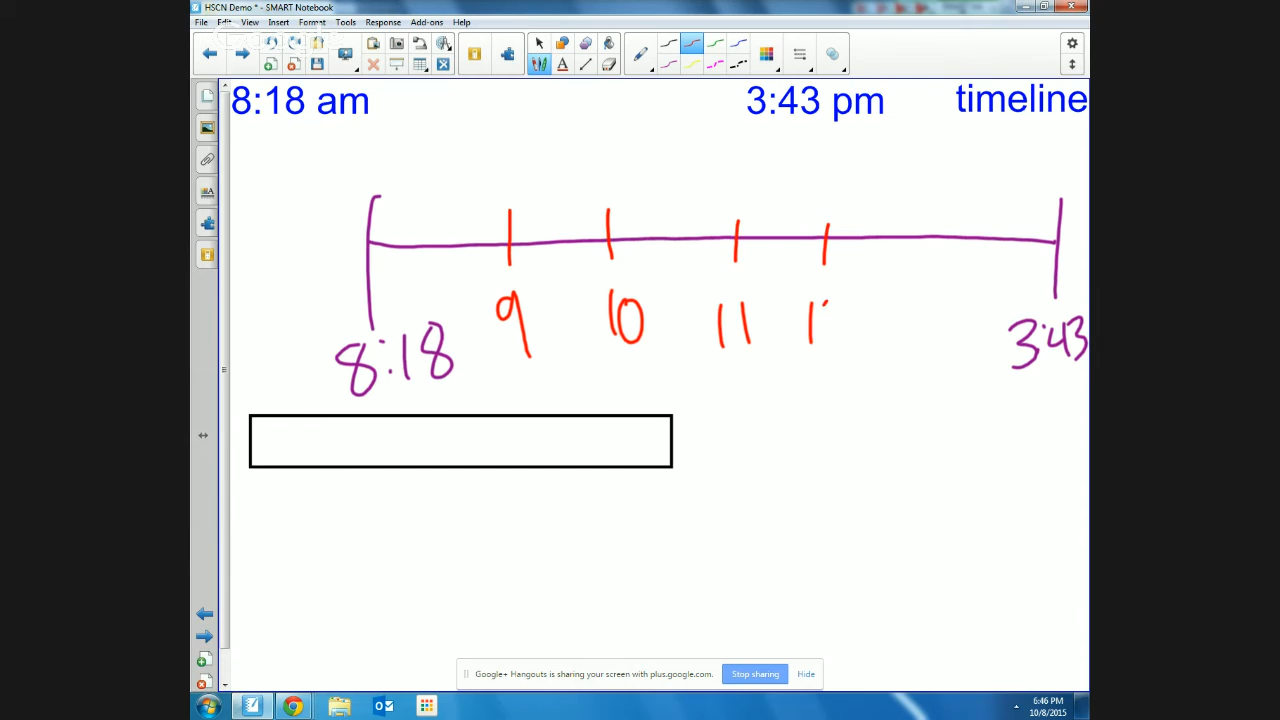 HSCN Demo * - SMART Notebook
File Edit View Insert Format Tools Response Add-ons Help
8:18 am 3:43 pm timeline
9 10 11 1
8:18 3:43
Google+ Hangouts is sharing your screen with plus.google.com. Stop sharing Hide
6:46 PM
10/8/2015